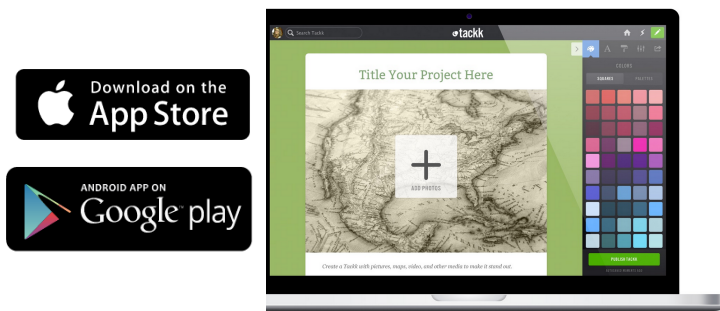 Download on the
App Store
ANDROID APP ON
Google play
Search Tackk
tackk
Title Your Project Here
ADD PHOTOS
Create a Tackk with pictures, maps, video, and other media to make it stand out.
COLORS
SQUARES
PALETTES
PUBLISH TACKK